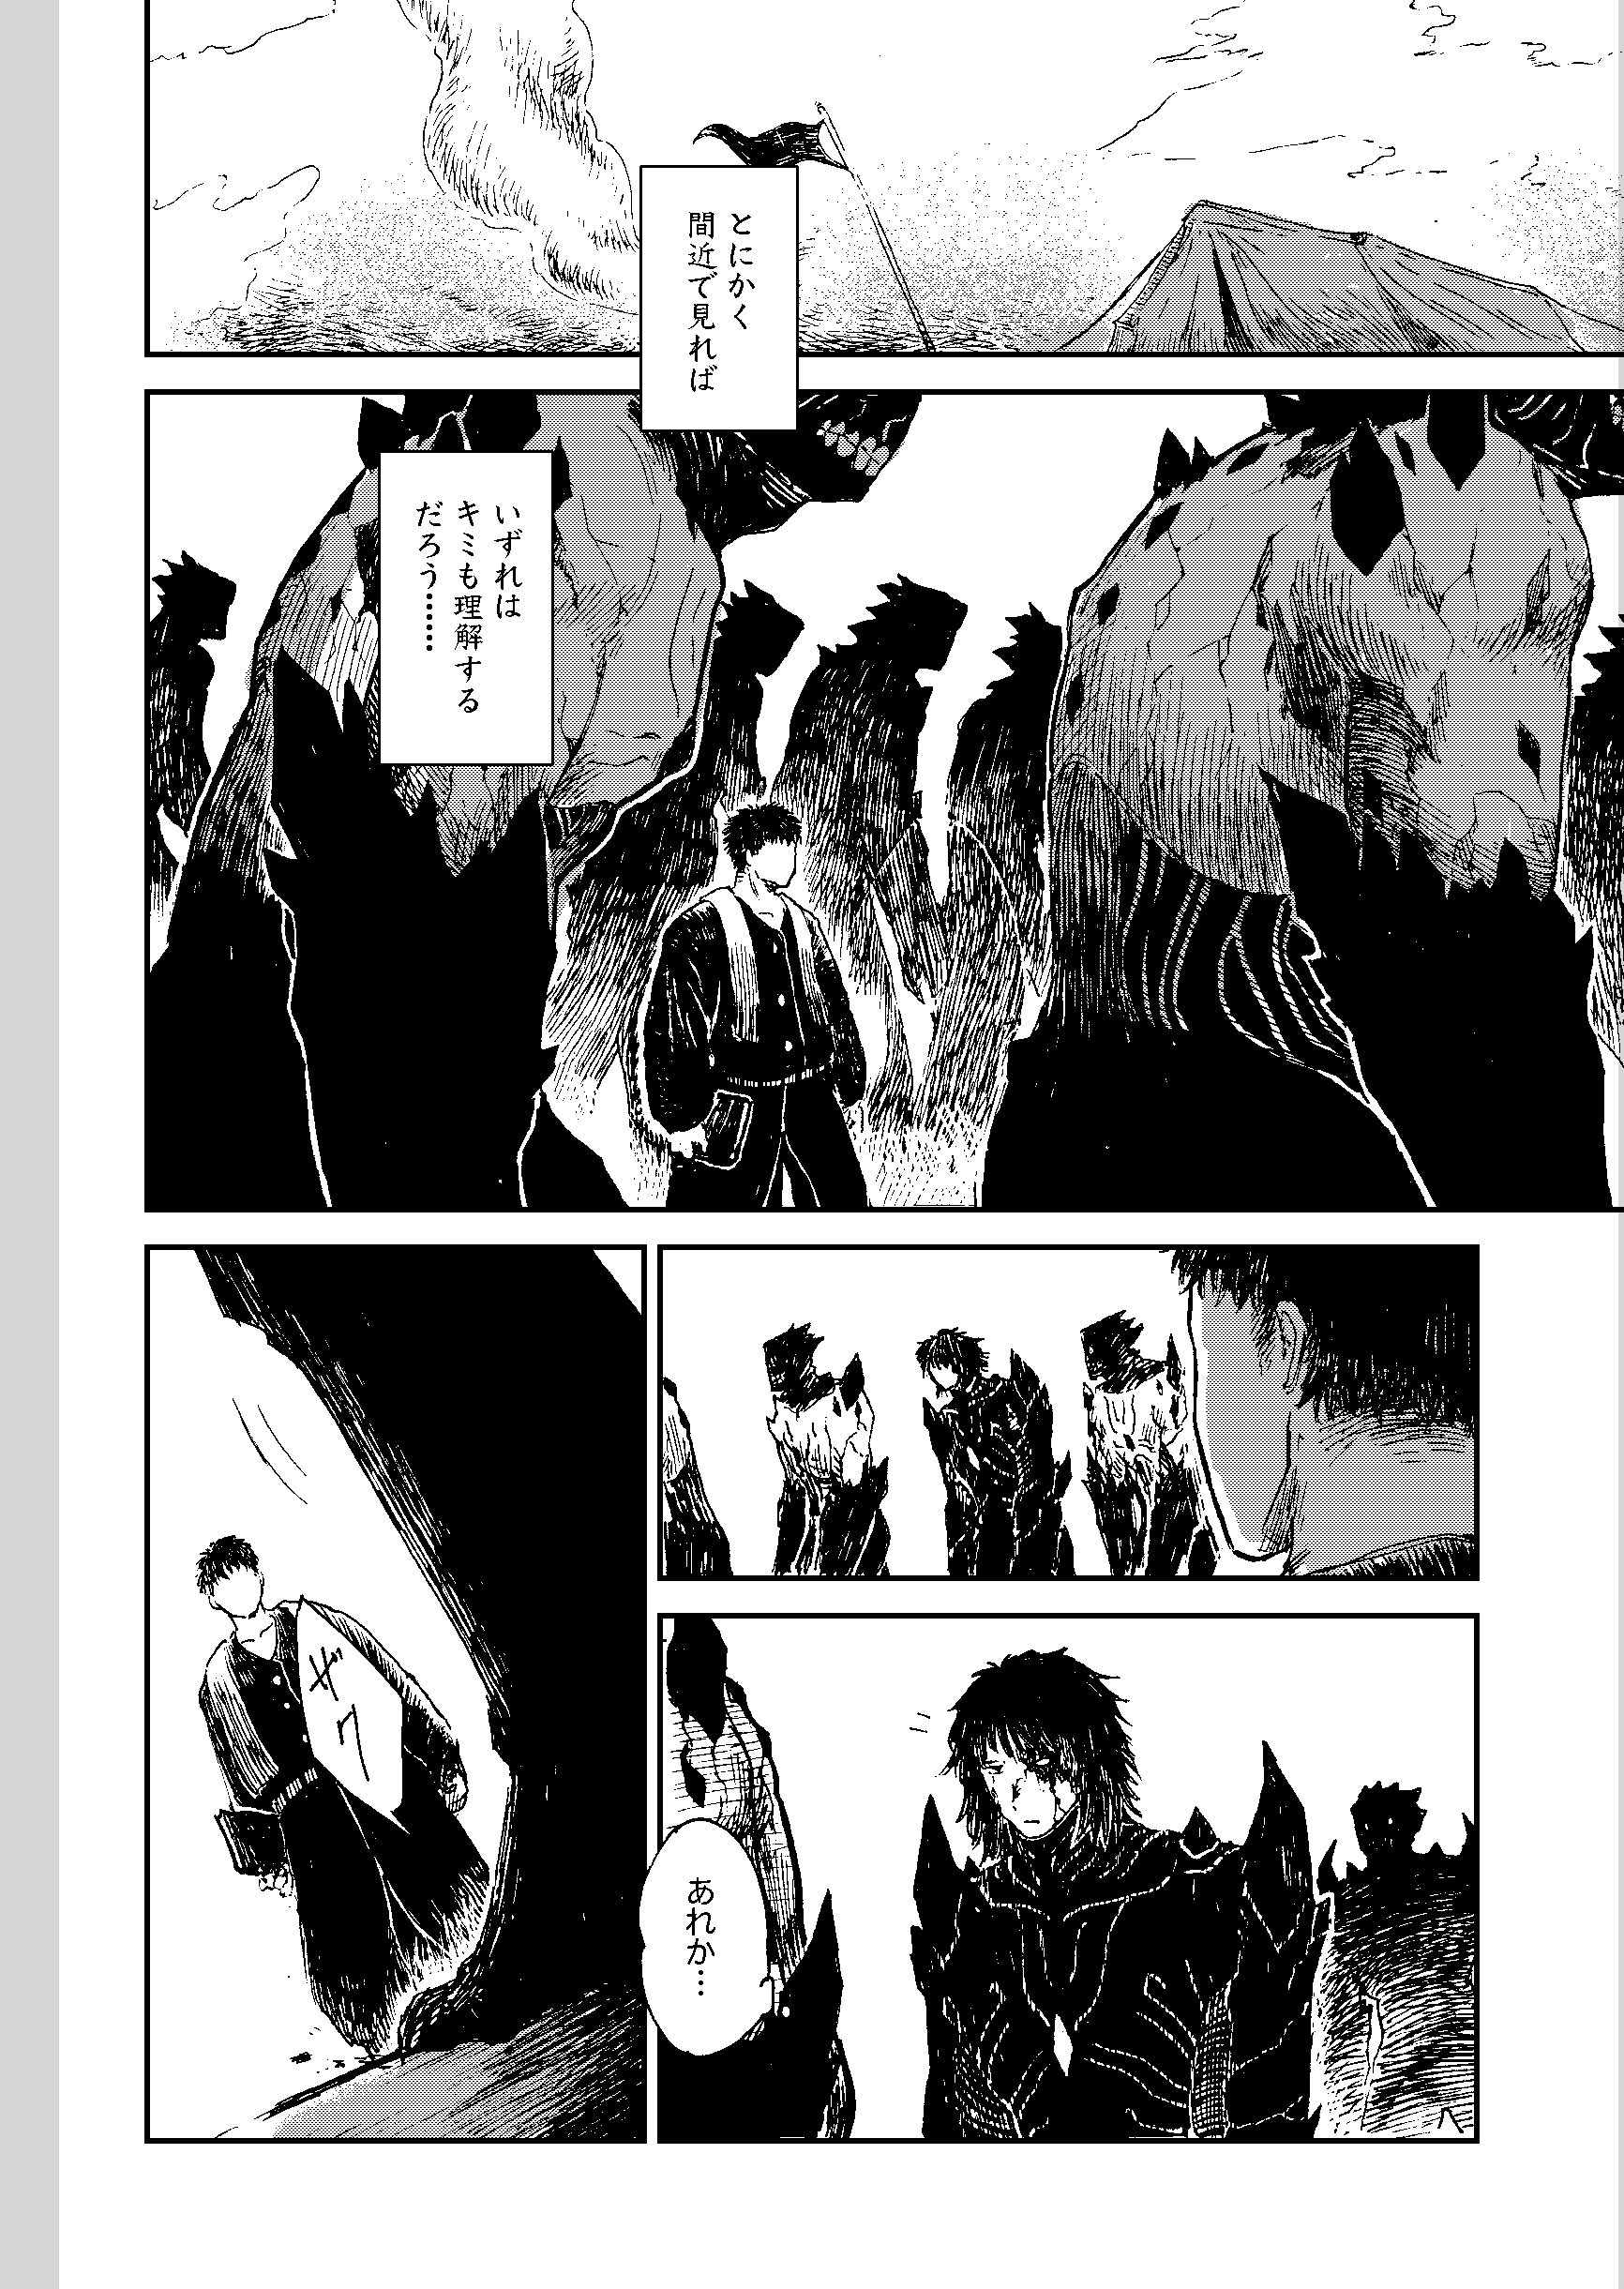 とにかく
間近で見れば
いずれは
キミも理解する
だろう……
あれか…
ザク